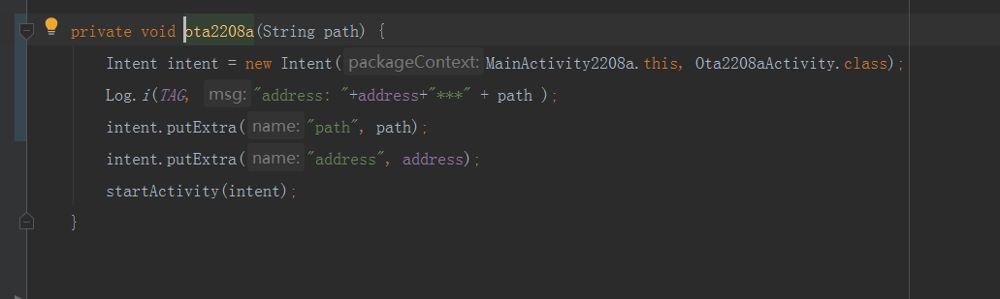 private void ota2208a(String path) {
Intent intent = new Intent( packageContext: MainActivity2208a.this, Ota2208aActivity.class);
Log.i(TAG, msg: "address: "+address+"***" + path );
intent.putExtra( name: "path", path);
intent.putExtra( name: "address", address);
startActivity(intent);
}